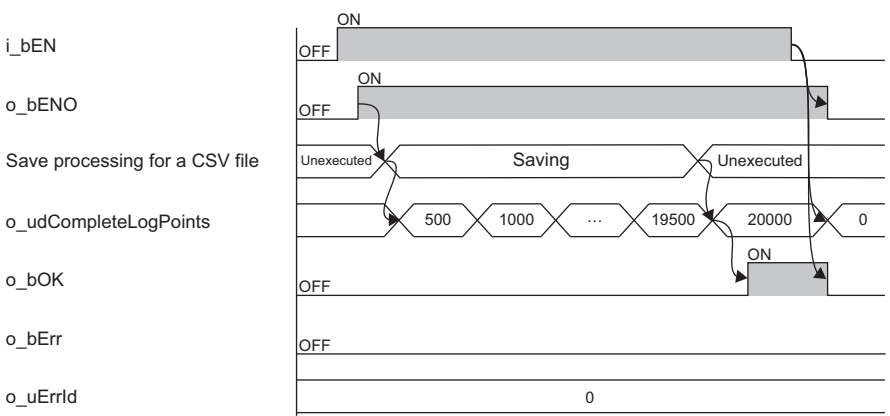 ON
i_bEN
OFF
ON
o_bENO
OFF
Save processing for a CSV file Unexecuted Saving Unexecuted
o_udCompleteLogPoints 500 1000 … 19500 20000 0
ON
o_bOK
OFF
o_bErr
OFF
o_uErrId 0